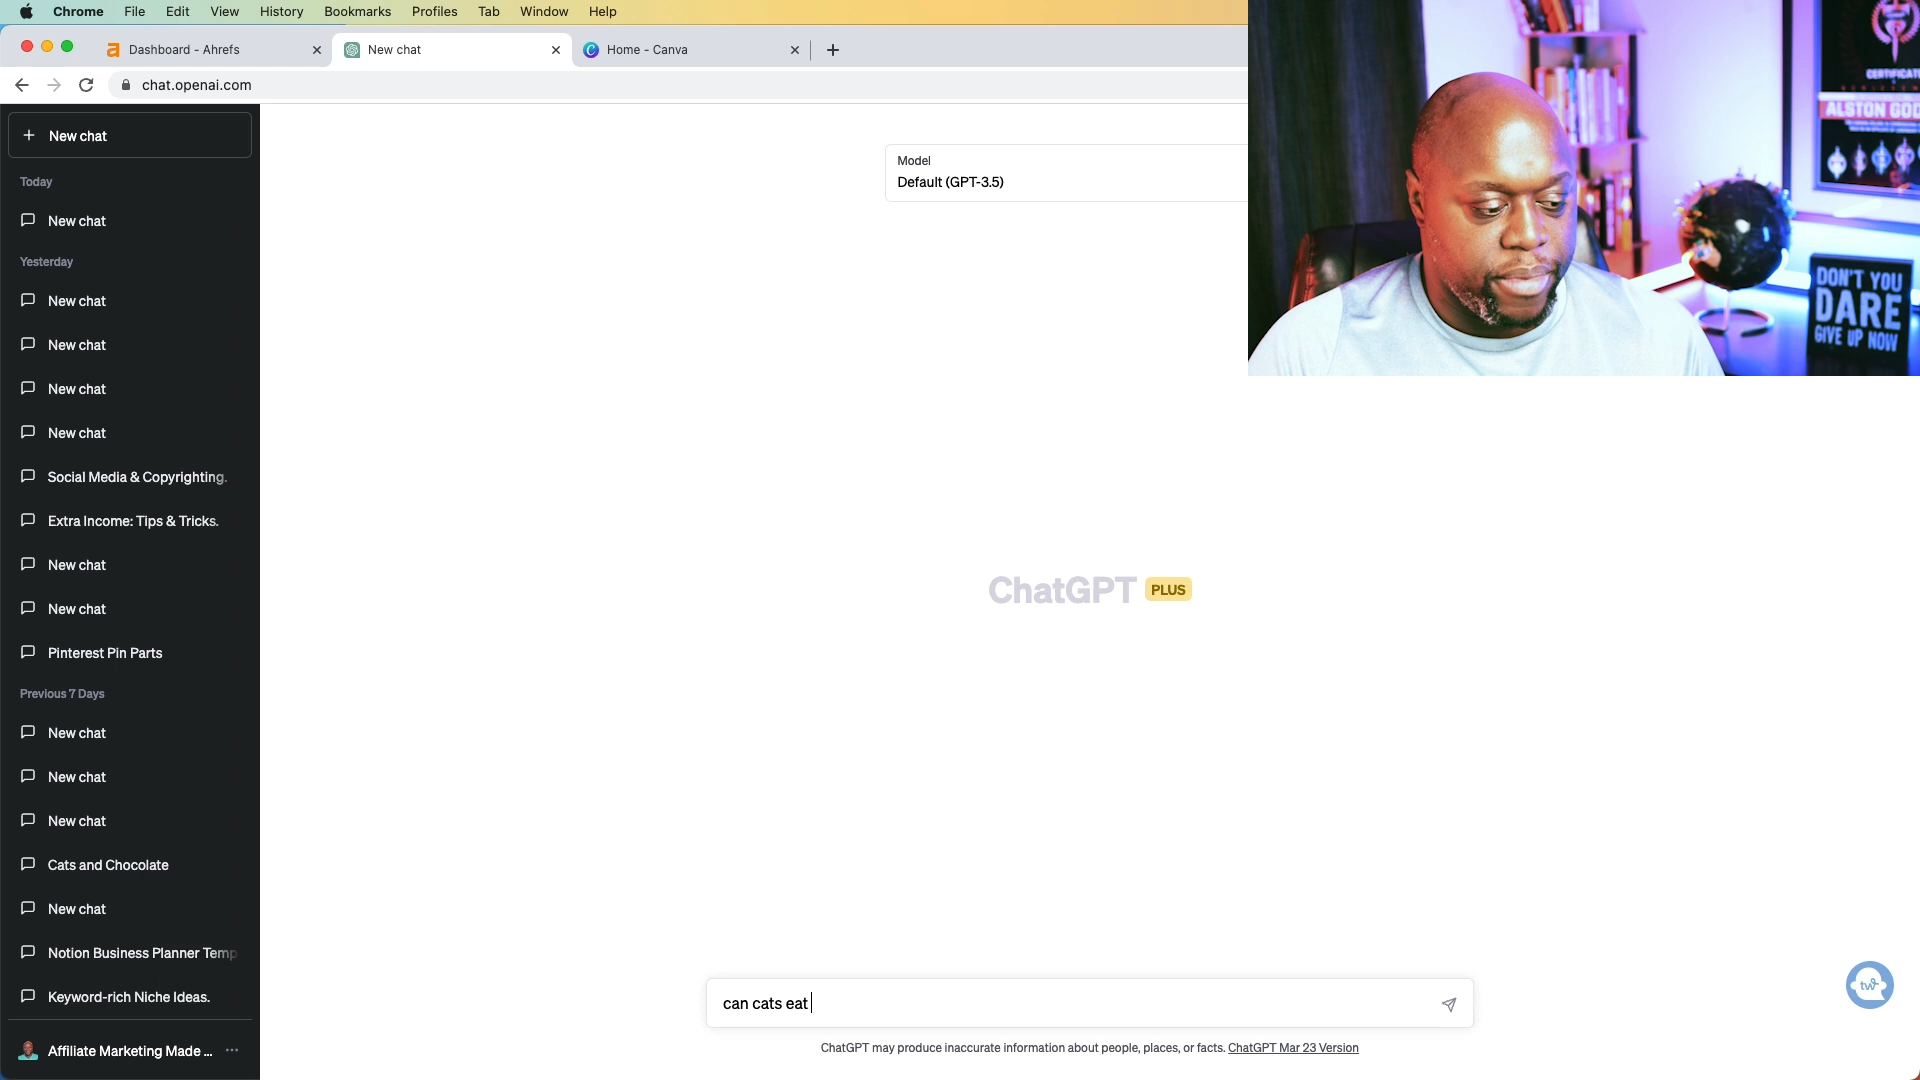 Chrome File Edit View History Bookmarks Profiles Tab Window Help
Dashboard - Ahrefs
New chat
Home - Canva
chat.openai.com
New chat
Today
New chat
Yesterday
New chat
New chat
New chat
New chat
Social Media & Copyrighting.
Extra Income: Tips & Tricks.
New chat
New chat
Pinterest Pin Parts
Previous 7 Days
New chat
New chat
New chat
Cats and Chocolate
New chat
Notion Business Planner Temp
Keyword-rich Niche Ideas.
Affiliate Marketing Made ...
Model
Default (GPT-3.5)
ChatGPT PLUS
can cats eat
ChatGPT may produce inaccurate information about people, places, or facts. ChatGPT Mar 23 Version
CERTIFICAT
ALSTON GOD
DON'T YOU
DARE
GIVE UP NOW